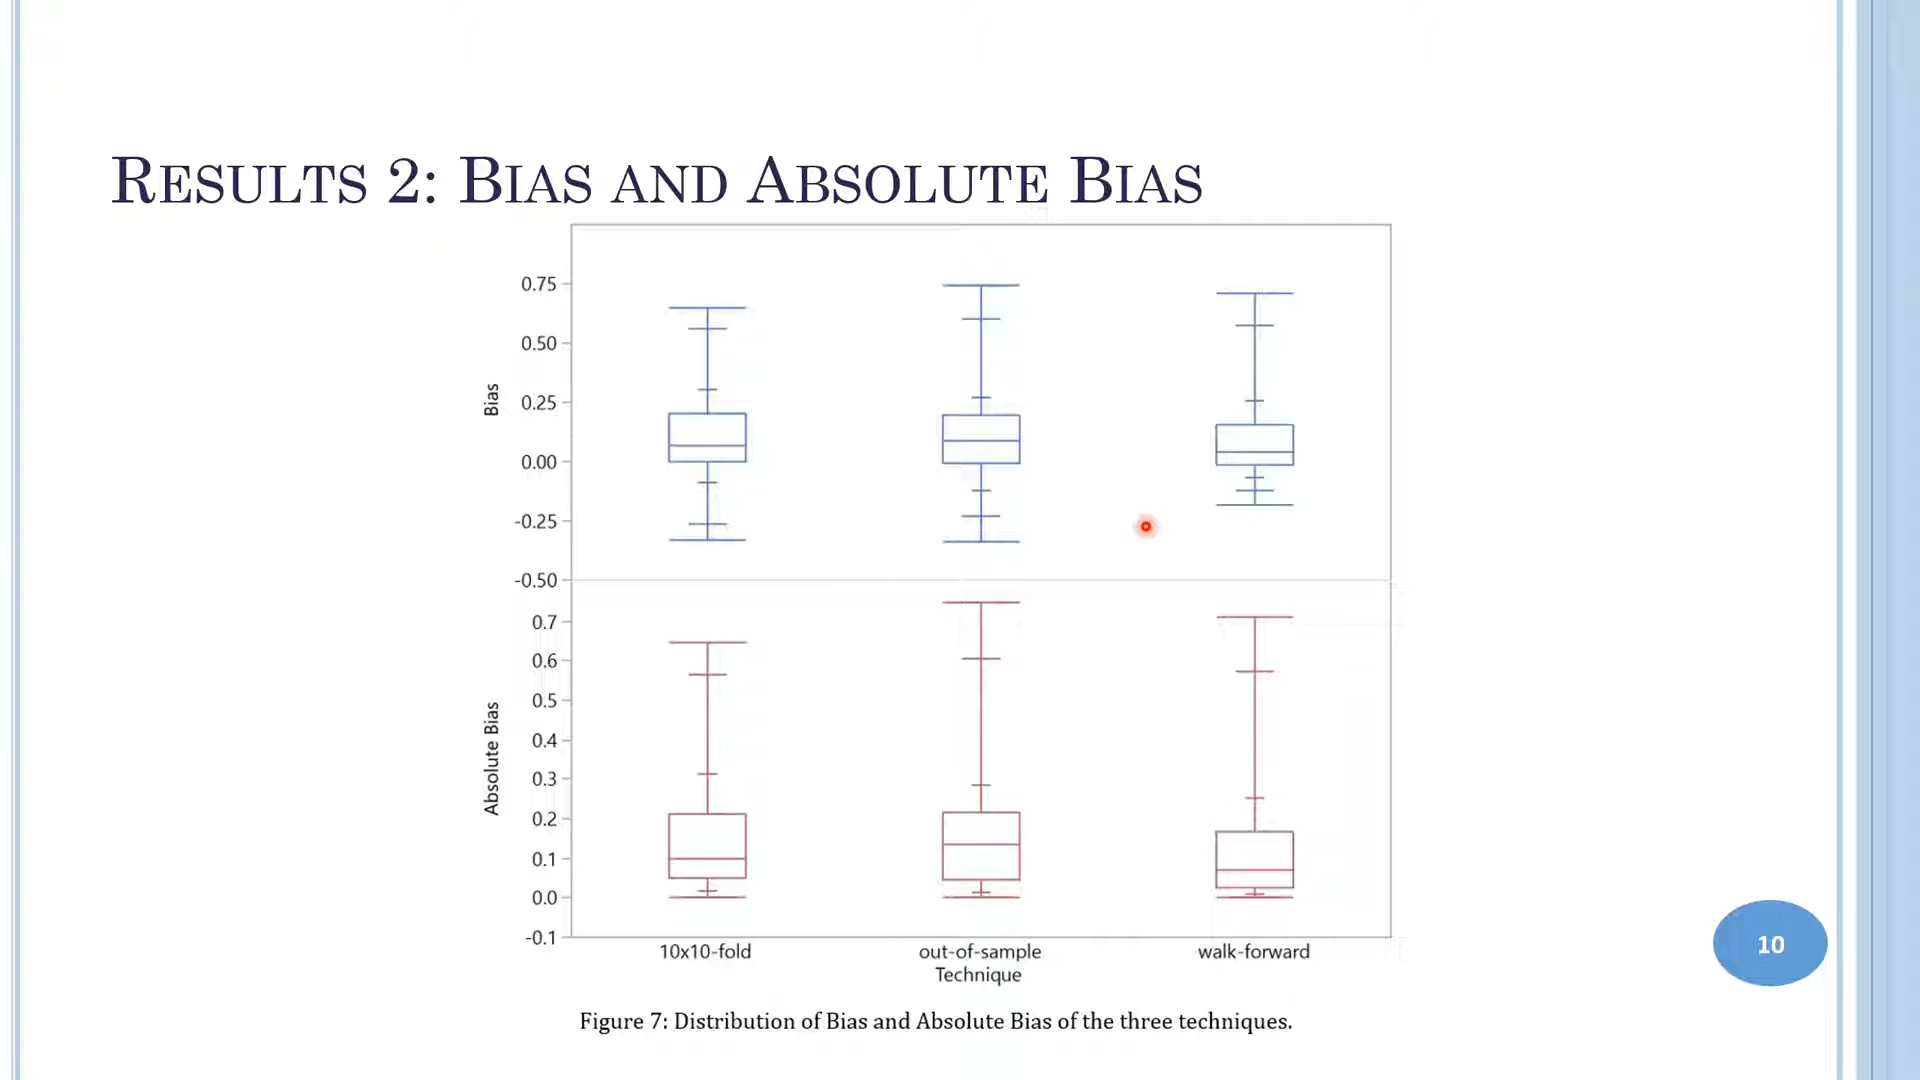 RESULTS 2: BIAS AND ABSOLUTE BIAS
Bias
0.75
0.50
0.25
0.00
-0.25
-0.50
Absolute Bias
0.7
0.6
0.5
0.4
0.3
0.2
0.1
0.0
-0.1
10x10-fold out-of-sample walk-forward
Technique
Figure 7: Distribution of Bias and Absolute Bias of the three techniques.
10